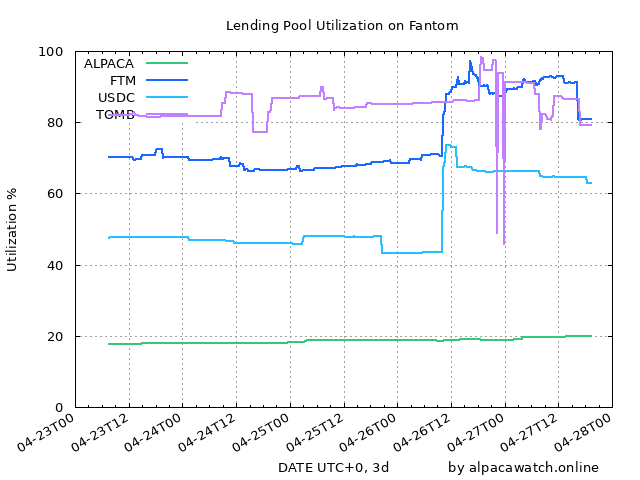 Lending Pool Utilization on Fantom
Utilization %
100
80
60
40
20
0
ALPACA
FTM
USDC
TOMB
04-23T00
04-23T12
04-24T00
04-24T12
04-25T00
04-25T12
04-26T00
04-26T12
04-27T00
04-27T12
04-28T00
DATE UTC+0, 3d
by alpacawatch.online